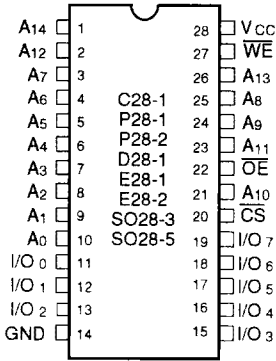 A14 1 28 VCC
A12 2 27 WE
A7 3 26 A13
A6 4 C28-1 25 A8
A5 5 P28-1 24 A9
A4 6 P28-2 23 A11
A3 7 D28-1 22 OE
A2 8 E28-1 21 A10
A1 9 E28-2 20 CS
A0 10 SO28-3 19 I/O 7
I/O 0 11 SO28-5 18 I/O 6
I/O 1 12 17 I/O 5
I/O 2 13 16 I/O 4
GND 14 15 I/O 3